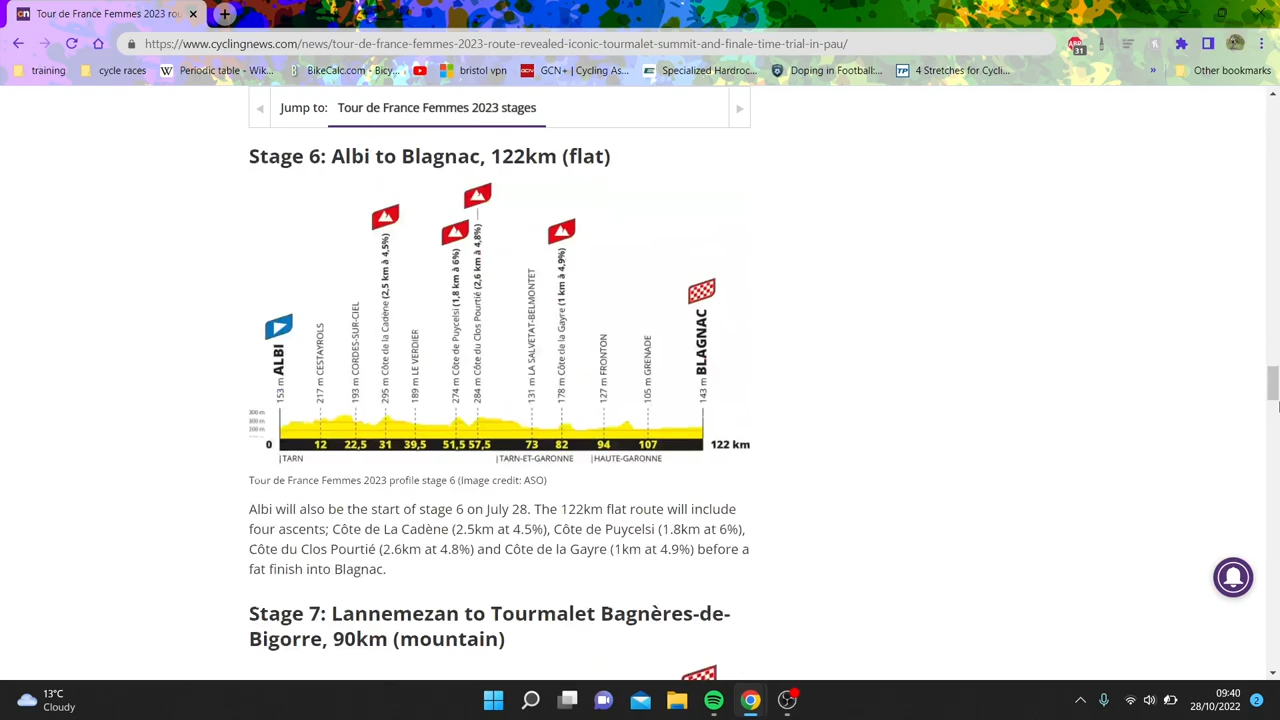 Tour de France Femmes 2023 rou
https://www.cyclingnews.com/news/tour-de-france-femmes-2023-route-revealed-iconic-tourmalet-summit-and-finale-time-trial-in-pau/
31
training
cycle races
Periodic table - Wik...
BikeCalc.com - Bicy...
bristol vpn
GCN+ | Cycling As...
Specialized Hardroc...
Doping in Football:...
4 Stretches for Cycli...
»
Other bookmarks
Jump to: Tour de France Femmes 2023 stages
Stage 6: Albi to Blagnac, 122km (flat)
153 m ALBI
217 m CESTAYROLS
193 m CORDES-SUR-CIEL
295 m Côte de la Cadène (2,5 km à 4,5%)
189 m LE VERDIER
274 m Côte de Puycelsi (1,8 km à 6%)
284 m Côte du Clos Pourtié (2,6 km à 4,8%)
131 m LA SALVETAT-BELMONTET
178 m Côte de la Gayre (1 km à 4,9%)
127 m FRONTON
105 m GRENADE
143 m BLAGNAC
0 12 22,5 31 39,5 51,5 57,5 73 82 94 107 122 km
|TARN |TARN-ET-GARONNE |HAUTE-GARONNE
Tour de France Femmes 2023 profile stage 6 (Image credit: ASO)
Albi will also be the start of stage 6 on July 28. The 122km flat route will include
four ascents; Côte de La Cadène (2.5km at 4.5%), Côte de Puycelsi (1.8km at 6%),
Côte du Clos Pourtié (2.6km at 4.8%) and Côte de la Gayre (1km at 4.9%) before a
fat finish into Blagnac.
Stage 7: Lannemezan to Tourmalet Bagnères-de-
Bigorre, 90km (mountain)
13°C
Cloudy
09:40
28/10/2022
2